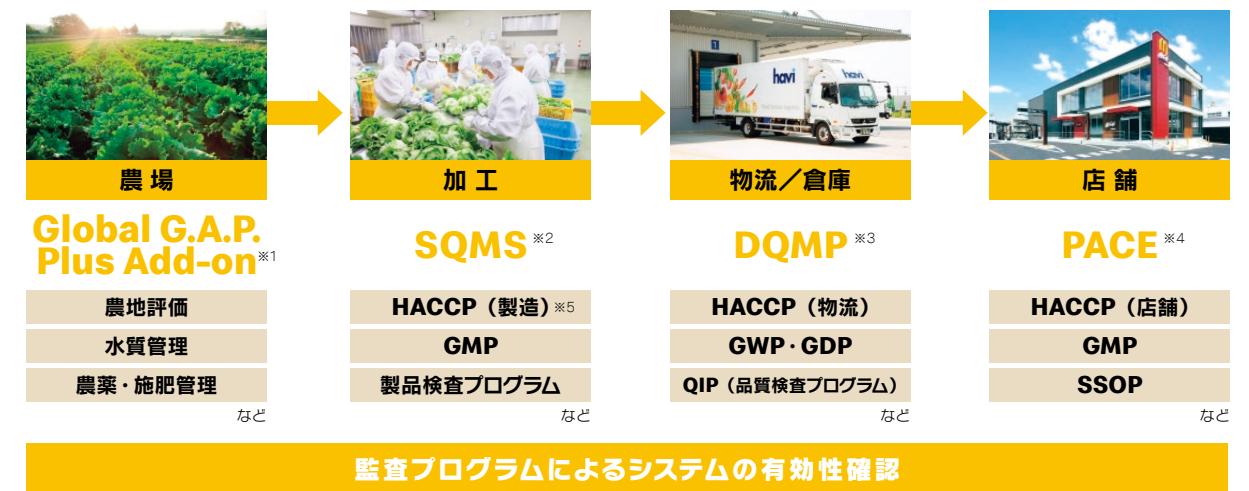 1
havi
havi
農場
加工
物流／倉庫
店舗
Global G.A.P.
Plus Add-on※1
SQMS※2
DQMP※3
PACE※4
農地評価
水質管理
農薬・施肥管理
など
HACCP（製造）※5
GMP
製品検査プログラム
など
HACCP（物流）
GWP・GDP
QIP（品質検査プログラム）
など
HACCP（店舗）
GMP
SSOP
など
監査プログラムによるシステムの有効性確認